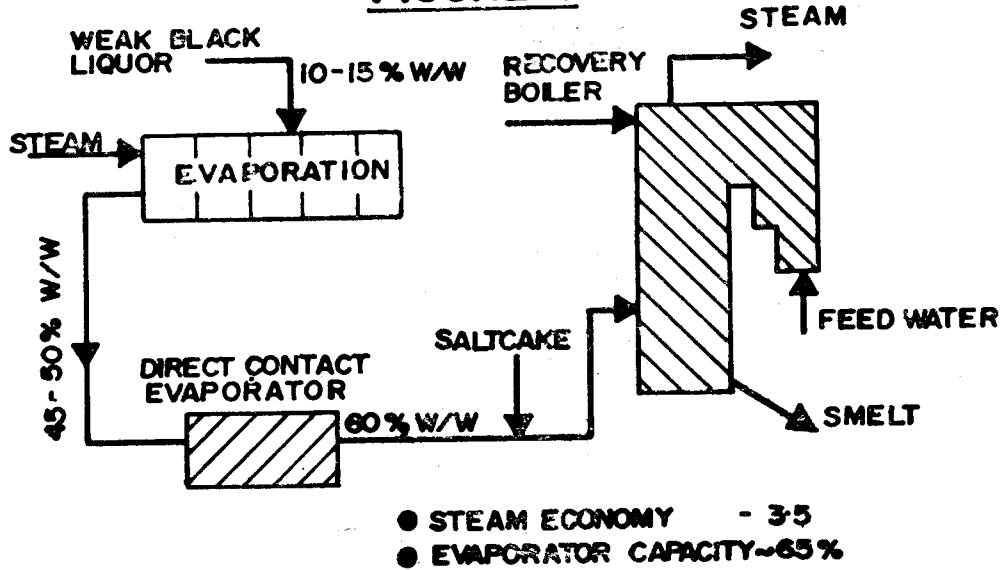 STEAM
WEAK BLACK
LIQUOR
10-15% W/W
RECOVERY
BOILER
STEAM
EVAPORATION
45-50% W/W
FEED WATER
SALTCAKE
DIRECT CONTACT
EVAPORATOR
60% W/W
SMELT
● STEAM ECONOMY - 3·5
● EVAPORATOR CAPACITY~65%